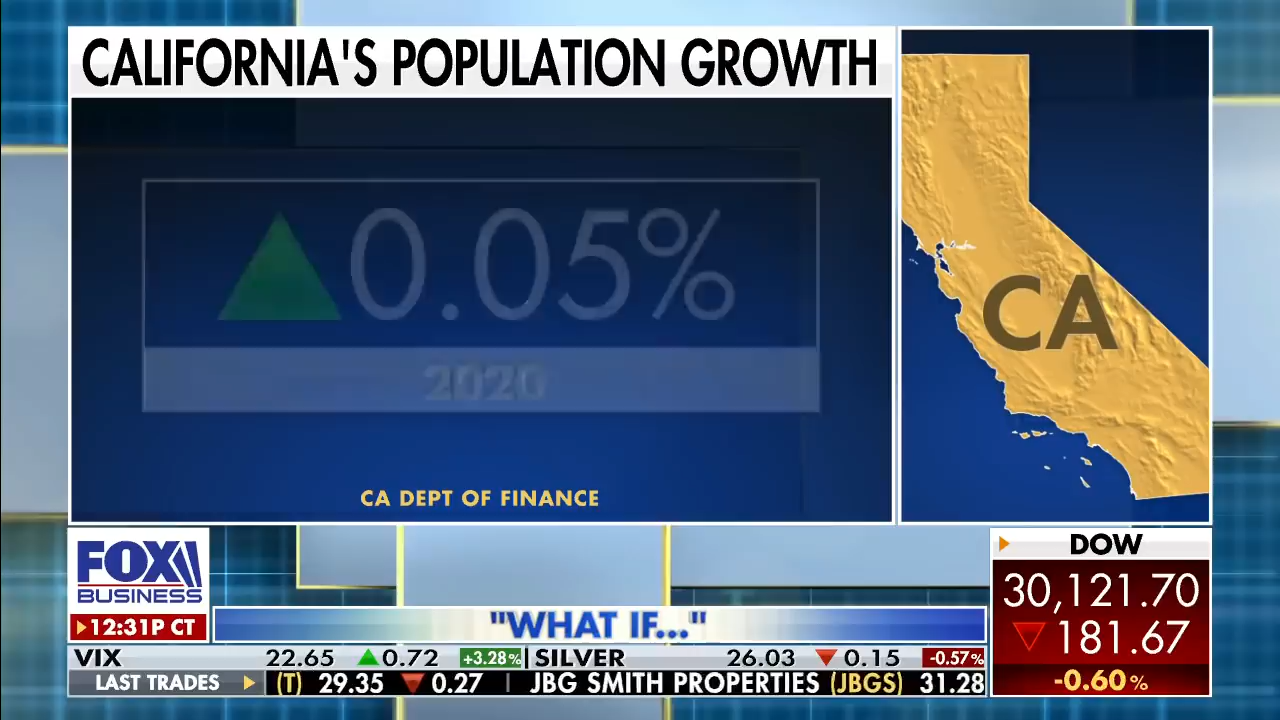 CALIFORNIA'S POPULATION GROWTH
0.05%
2020
CA DEPT OF FINANCE
CA
FOX
BUSINESS
12:31P CT
"WHAT IF..."
DOW
30,121.70
181.67
-0.60%
VIX 22.65 0.72 +3.28% SILVER 26.03 0.15 -0.57%
LAST TRADES (T) 29.35 0.27 JBG SMITH PROPERTIES (JBGS) 31.28